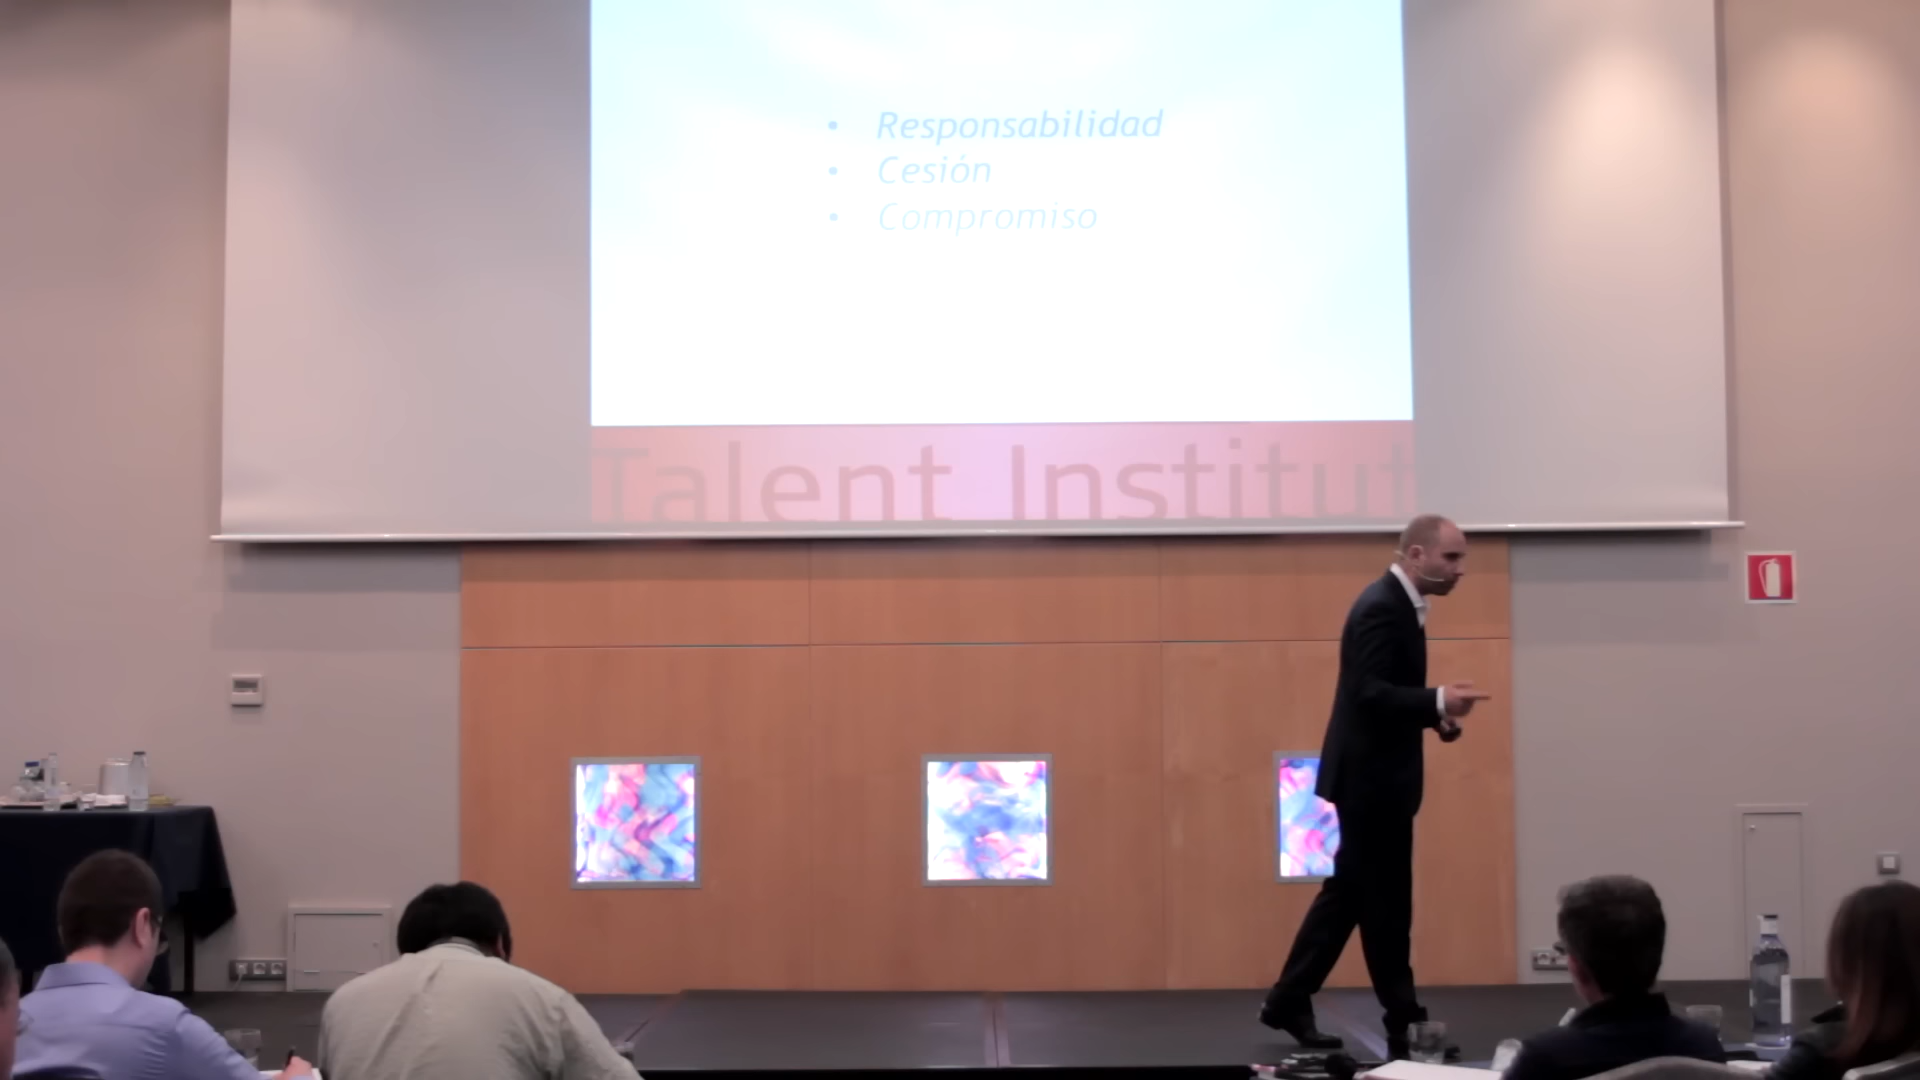 • Responsabilidad
• Cesión
• Compromiso
Talent Institut